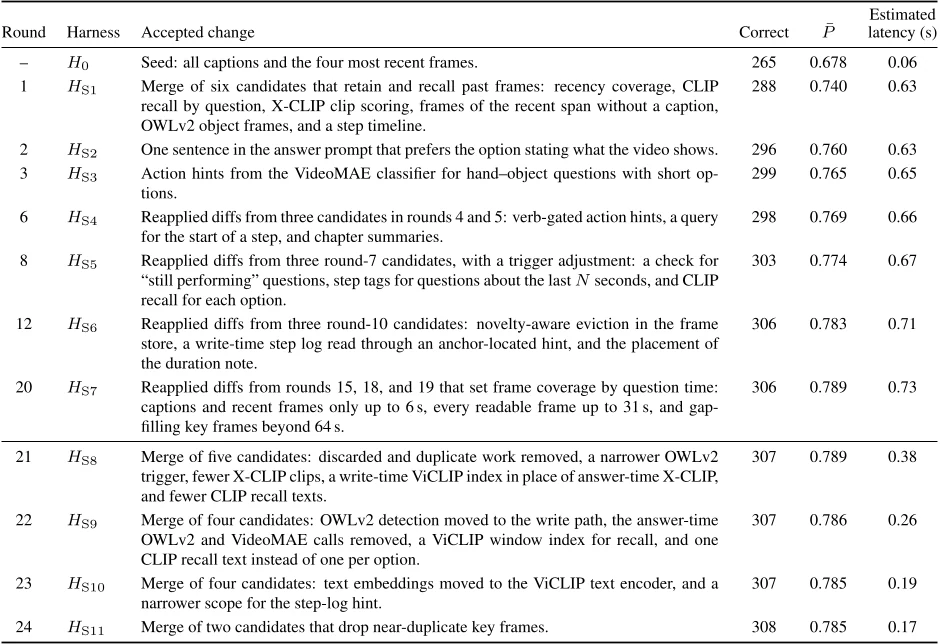 Estimated
Round Harness Accepted change Correct P̄ latency (s)
– H0 Seed: all captions and the four most recent frames. 265 0.678 0.06
1 HS1 Merge of six candidates that retain and recall past frames: recency coverage, CLIP 288 0.740 0.63
recall by question, X-CLIP clip scoring, frames of the recent span without a caption,
OWLv2 object frames, and a step timeline.
2 HS2 One sentence in the answer prompt that prefers the option stating what the video shows. 296 0.760 0.63
3 HS3 Action hints from the VideoMAE classifier for hand–object questions with short op- 299 0.765 0.65
tions.
6 HS4 Reapplied diffs from three candidates in rounds 4 and 5: verb-gated action hints, a query 298 0.769 0.66
for the start of a step, and chapter summaries.
8 HS5 Reapplied diffs from three round-7 candidates, with a trigger adjustment: a check for 303 0.774 0.67
“still performing” questions, step tags for questions about the last N seconds, and CLIP
recall for each option.
12 HS6 Reapplied diffs from three round-10 candidates: novelty-aware eviction in the frame 306 0.783 0.71
store, a write-time step log read through an anchor-located hint, and the placement of
the duration note.
20 HS7 Reapplied diffs from rounds 15, 18, and 19 that set frame coverage by question time: 306 0.789 0.73
captions and recent frames only up to 6 s, every readable frame up to 31 s, and gap-
filling key frames beyond 64 s.
21 HS8 Merge of five candidates: discarded and duplicate work removed, a narrower OWLv2 307 0.789 0.38
trigger, fewer X-CLIP clips, a write-time ViCLIP index in place of answer-time X-CLIP,
and fewer CLIP recall texts.
22 HS9 Merge of four candidates: OWLv2 detection moved to the write path, the answer-time 307 0.786 0.26
OWLv2 and VideoMAE calls removed, a ViCLIP window index for recall, and one
CLIP recall text instead of one per option.
23 HS10 Merge of four candidates: text embeddings moved to the ViCLIP text encoder, and a 307 0.785 0.19
narrower scope for the step-log hint.
24 HS11 Merge of two candidates that drop near-duplicate key frames. 308 0.785 0.17